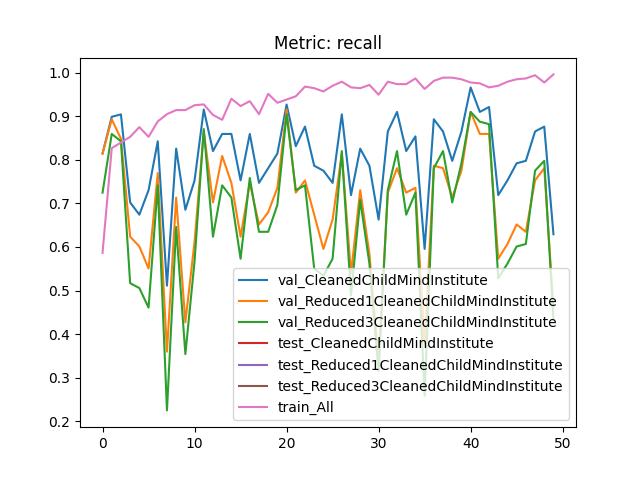 Metric: recall
1.0
0.9
0.8
0.7
0.6
0.5
0.4
0.3
0.2
val_CleanedChildMindInstitute
val_Reduced1CleanedChildMindInstitute
val_Reduced3CleanedChildMindInstitute
test_CleanedChildMindInstitute
test_Reduced1CleanedChildMindInstitute
test_Reduced3CleanedChildMindInstitute
train_All
0 10 20 30 40 50